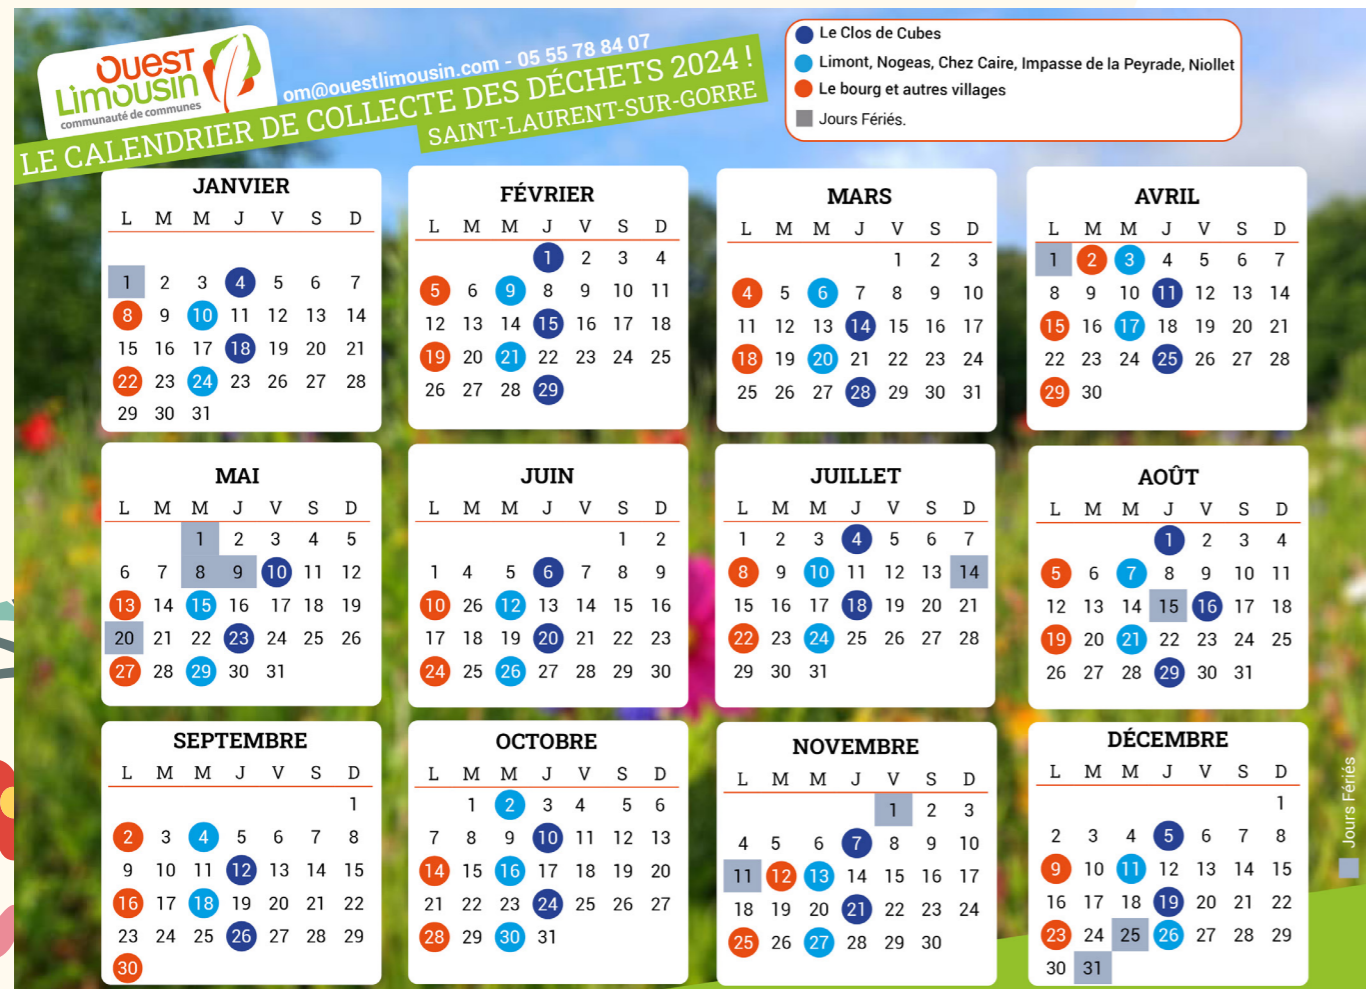 OUEST
LIMOUSIN
communauté de communes
om@ouestlimousin.com - 05 55 78 84 07
LE CALENDRIER DE COLLECTE DES DÉCHETS 2024 !
SAINT-LAURENT-SUR-GORRE
Le Clos de Cubes
Limont, Nogeas, Chez Caire, Impasse de la Peyrade, Niollet
Le bourg et autres villages
Jours Fériés.
JANVIER
L M M J V S D
1 2 3 4 5 6 7
8 9 10 11 12 13 14
15 16 17 18 19 20 21
22 23 24 23 26 27 28
29 30 31
FÉVRIER
L M M J V S D
1 2 3 4
5 6 9 8 9 10 11
12 13 14 15 16 17 18
19 20 21 22 23 24 25
26 27 28 29
MARS
L M M J V S D
1 2 3
4 5 6 7 8 9 10
11 12 13 14 15 16 17
18 19 20 21 22 23 24
25 26 27 28 29 30 31
AVRIL
L M M J V S D
1 2 3 4 5 6 7
8 9 10 11 12 13 14
15 16 17 18 19 20 21
22 23 24 25 26 27 28
29 30
MAI
L M M J V S D
1 2 3 4 5
6 7 8 9 10 11 12
13 14 15 16 17 18 19
20 21 22 23 24 25 26
27 28 29 30 31
JUIN
L M M J V S D
1 2
1 4 5 6 7 8 9
10 26 12 13 14 15 16
17 18 19 20 21 22 23
24 25 26 27 28 29 30
JUILLET
L M M J V S D
1 2 3 4 5 6 7
8 9 10 11 12 13 14
15 16 17 18 19 20 21
22 23 24 25 26 27 28
29 30 31
AOÛT
L M M J V S D
1 2 3 4
5 6 7 8 9 10 11
12 13 14 15 16 17 18
19 20 21 22 23 24 25
26 27 28 29 30 31
SEPTEMBRE
L M M J V S D
1
2 3 4 5 6 7 8
9 10 11 12 13 14 15
16 17 18 19 20 21 22
23 24 25 26 27 28 29
30
OCTOBRE
L M M J V S D
1 2 3 4 5 6
7 8 9 10 11 12 13
14 15 16 17 18 19 20
21 22 23 24 25 26 27
28 29 30 31
NOVEMBRE
L M M J V S D
1 2 3
4 5 6 7 8 9 10
11 12 13 14 15 16 17
18 19 20 21 22 23 24
25 26 27 28 29 30
DÉCEMBRE
L M M J V S D
1
2 3 4 5 6 7 8
9 10 11 12 13 14 15
16 17 18 19 20 21 22
23 24 25 26 27 28 29
30 31
Jours Fériés